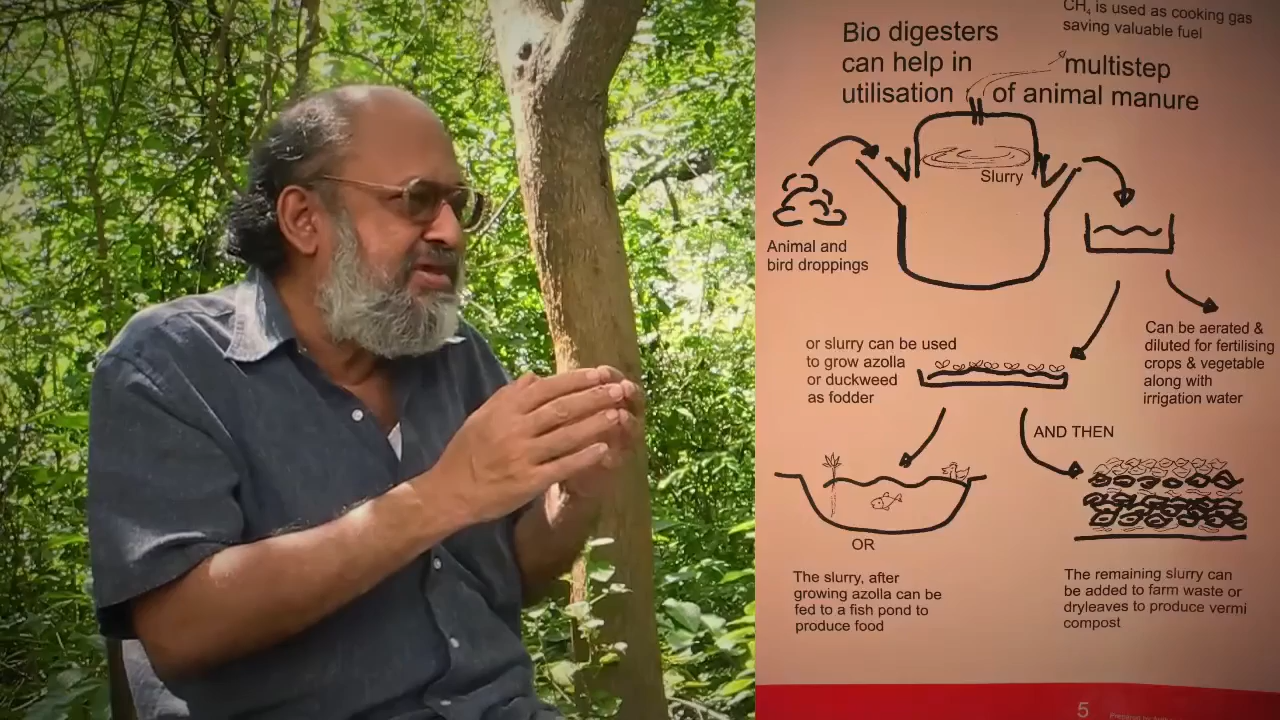 CH₄ is used as cooking gas
saving valuable fuel
Bio digesters
can help in multistep
utilisation of animal manure
Slurry
Animal and
bird droppings
Can be aerated &
diluted for fertilising
crops & vegetable
along with
irrigation water
or slurry can be used
to grow azolla
or duckweed
as fodder
AND THEN
OR
The slurry, after
growing azolla can be
fed to a fish pond to
produce food
The remaining slurry can
be added to farm waste or
dryleaves to produce vermi
compost
5